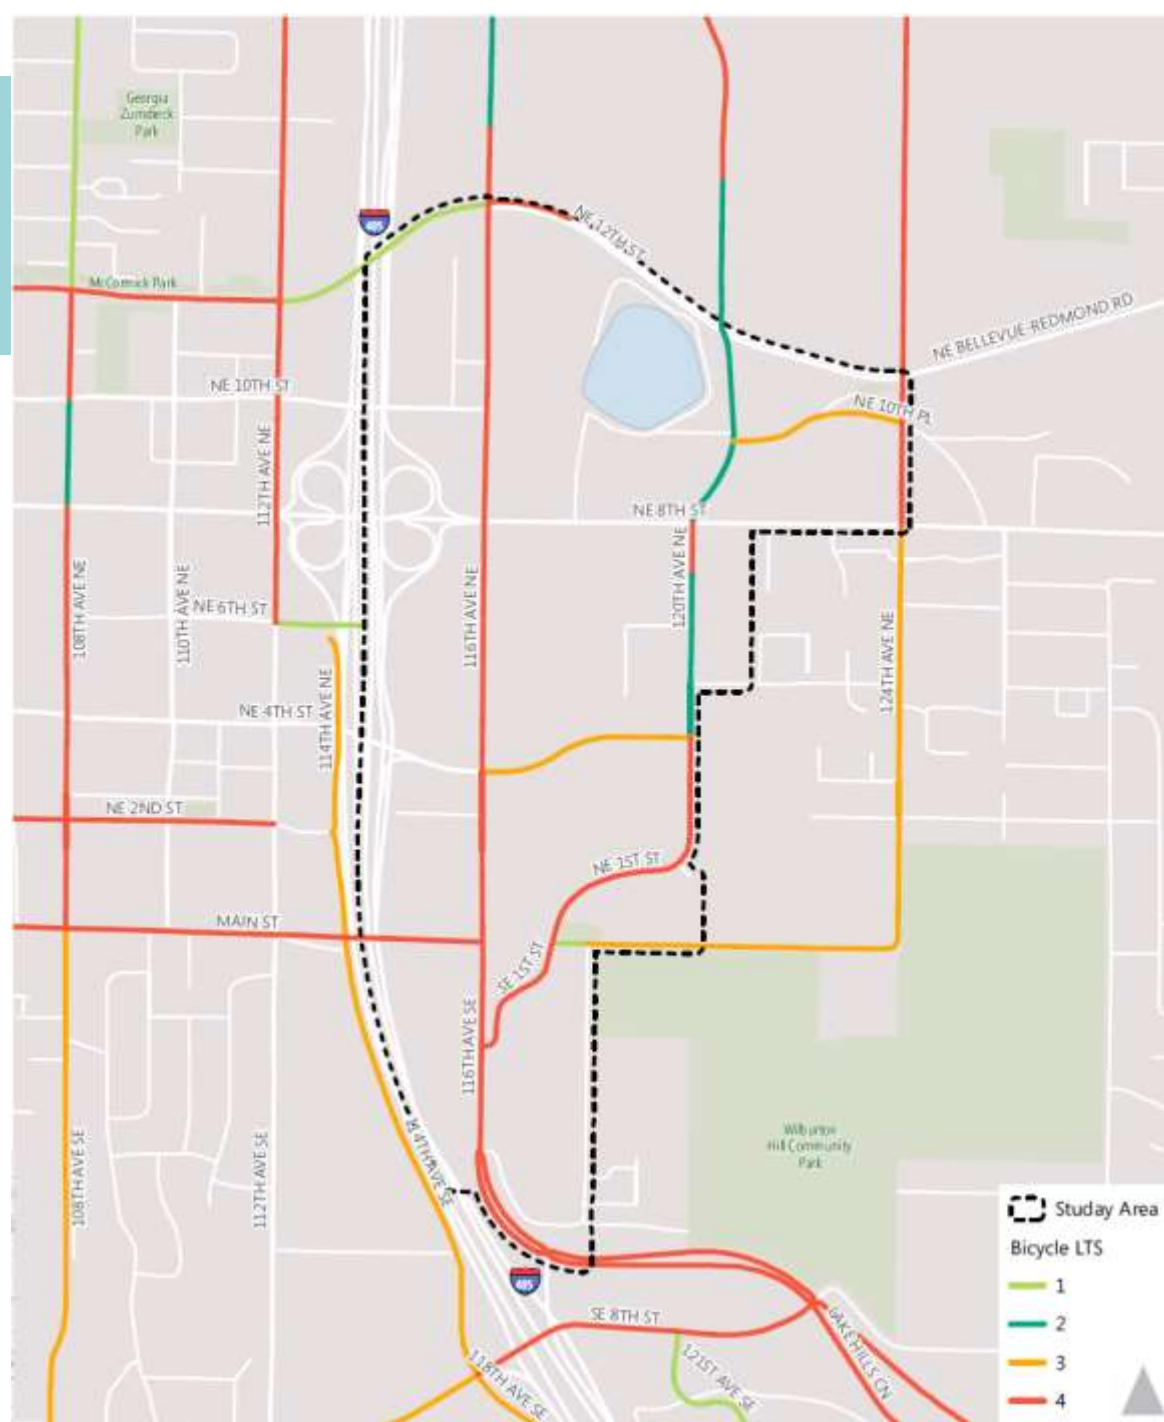 Georgia
Zumdieck
Park
405
NE 12TH ST
McCormick Park
NE BELLEVUE-REDMOND RD
NE 10TH ST
NE 10TH PL
112TH AVE NE
NE 8TH ST
120TH AVE NE
108TH AVE NE
110TH AVE NE
NE 6TH ST
116TH AVE NE
124TH AVE NE
114TH AVE NE
NE 4TH ST
NE 2ND ST
NE 1ST ST
MAIN ST
SE 1ST ST
116TH AVE SE
114TH AVE SE
Wilburton
Hill Community
Park
108TH AVE SE
112TH AVE SE
405
SE 8TH ST
LAKE HILLS CN
118TH AVE SE
121ST AVE SE
Studay Area
Bicycle LTS
1
2
3
4